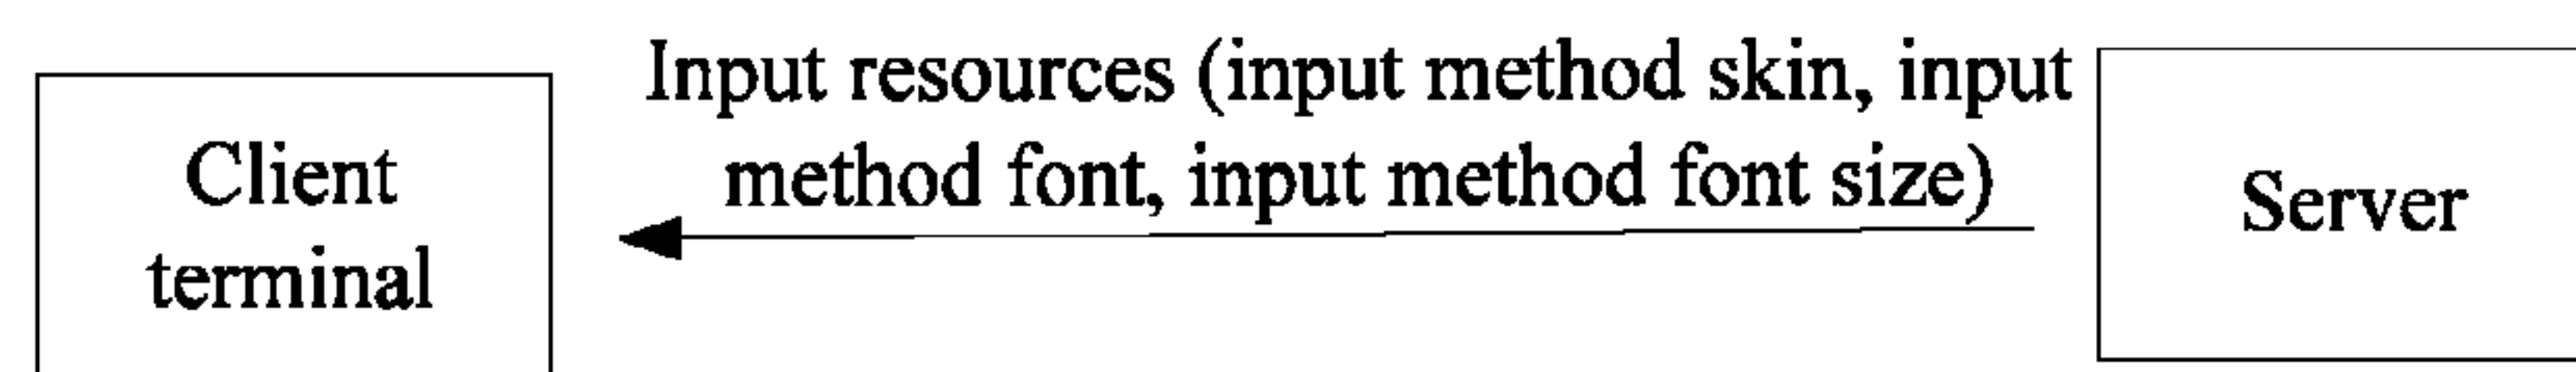 Client
terminal
Input resources (input method skin, input
method font, input method font size)
Server